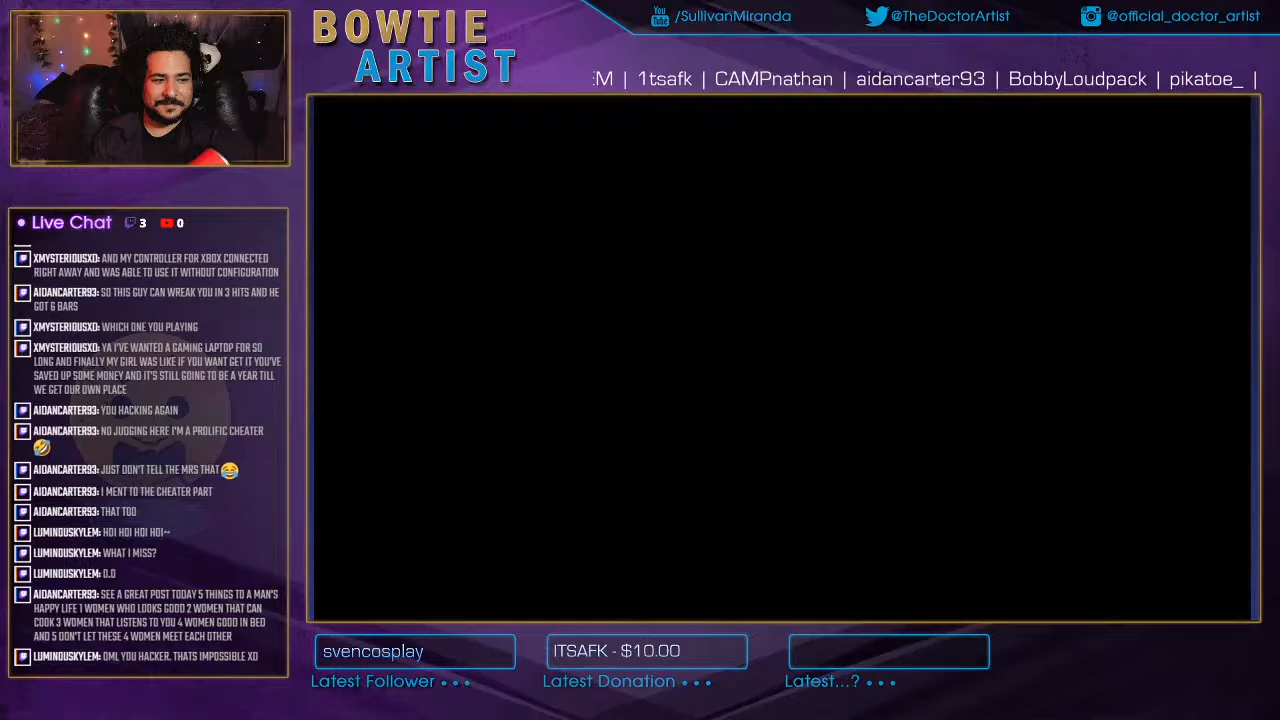 BOWTIE
ARTIST
You Tube /SullivanMiranda
@TheDoctorArtist
@official_doctor_artist
:M | 1tsafk | CAMPnathan | aidancarter93 | BobbyLoudpack | pikatoe_ |
Live Chat 3 0
XMYSTERIOUSXD: AND MY CONTROLLER FOR XBOX CONNECTED
RIGHT AWAY AND WAS ABLE TO USE IT WITHOUT CONFIGURATION
AIDANCARTER93: SO THIS GUY CAN WREAK YOU IN 3 HITS AND HE
GOT 6 BARS
XMYSTERIOUSXD: WHICH ONE YOU PLAYING
XMYSTERIOUSXD: YA I'VE WANTED A GAMING LAPTOP FOR SO
LONG AND FINALLY MY GIRL WAS LIKE IF YOU WANT GET IT YOU'VE
SAVED UP SOME MONEY AND IT'S STILL GOING TO BE A YEAR TILL
WE GET OUR OWN PLACE
AIDANCARTER93: YOU HACKING AGAIN
AIDANCARTER93: NO JUDGING HERE I'M A PROLIFIC CHEATER
🤣
AIDANCARTER93: JUST DON'T TELL THE MRS THAT 😂
AIDANCARTER93: I MENT TO THE CHEATER PART
AIDANCARTER93: THAT TOO
LUMINOUSKYLEM: HOI HOI HOI HOI~
LUMINOUSKYLEM: WHAT I MISS?
LUMINOUSKYLEM: O.O
AIDANCARTER93: SEE A GREAT POST TODAY 5 THINGS TO A MAN'S
HAPPY LIFE 1 WOMEN WHO LOOKS GOOD 2 WOMEN THAT CAN
COOK 3 WOMEN THAT LISTENS TO YOU 4 WOMEN GOOD IN BED
AND 5 DON'T LET THESE 4 WOMEN MEET EACH OTHER
LUMINOUSKYLEM: OML YOU HACKER. THATS IMPOSSIBLE XD
svencosplay
Latest Follower • • •
ITSAFK - $10.00
Latest Donation • • •
Latest...? • • •